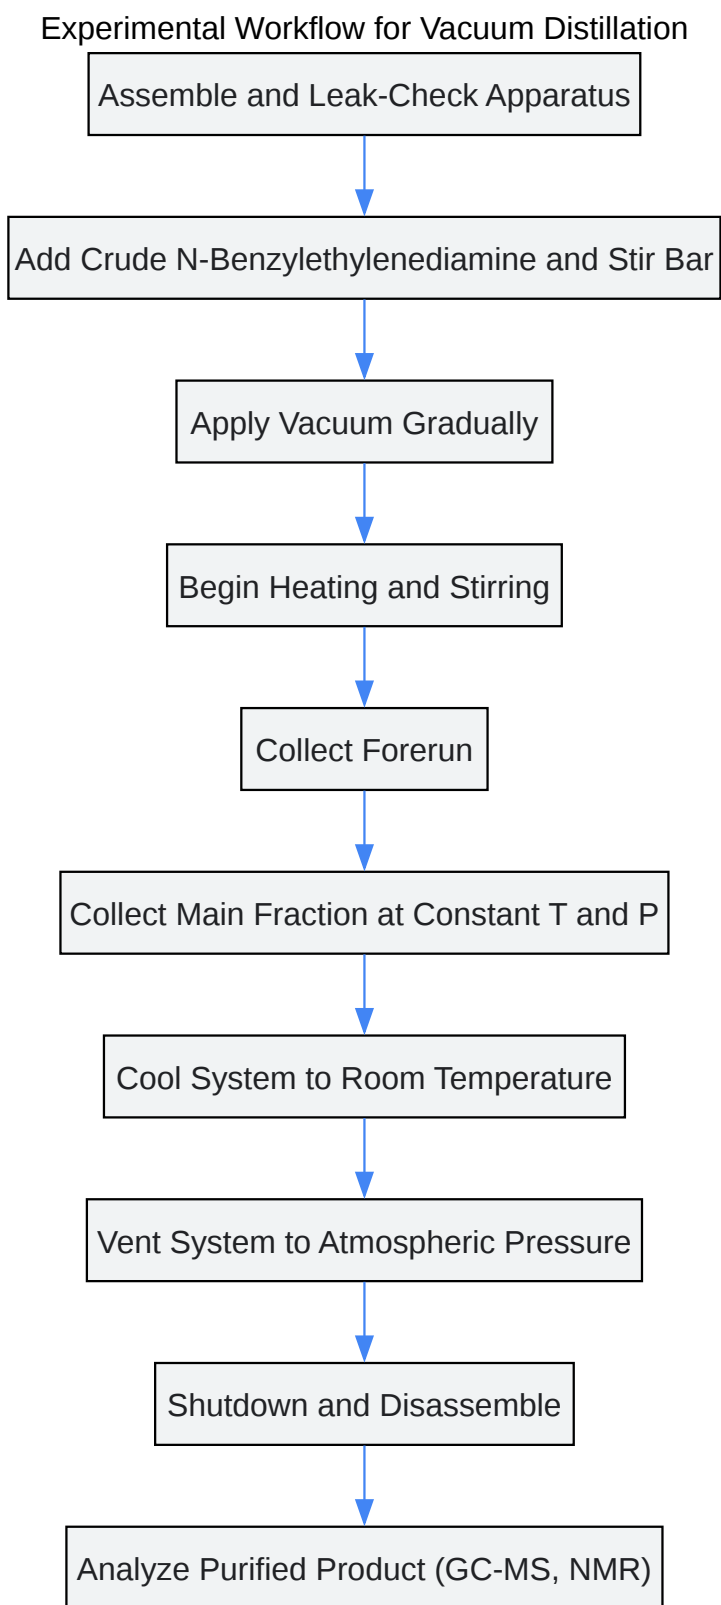 Experimental Workflow for Vacuum Distillation
Assemble and Leak-Check Apparatus
Add Crude N-Benzylethylenediamine and Stir Bar
Apply Vacuum Gradually
Begin Heating and Stirring
Collect Forerun
Collect Main Fraction at Constant T and P
Cool System to Room Temperature
Vent System to Atmospheric Pressure
Shutdown and Disassemble
Analyze Purified Product (GC-MS, NMR)